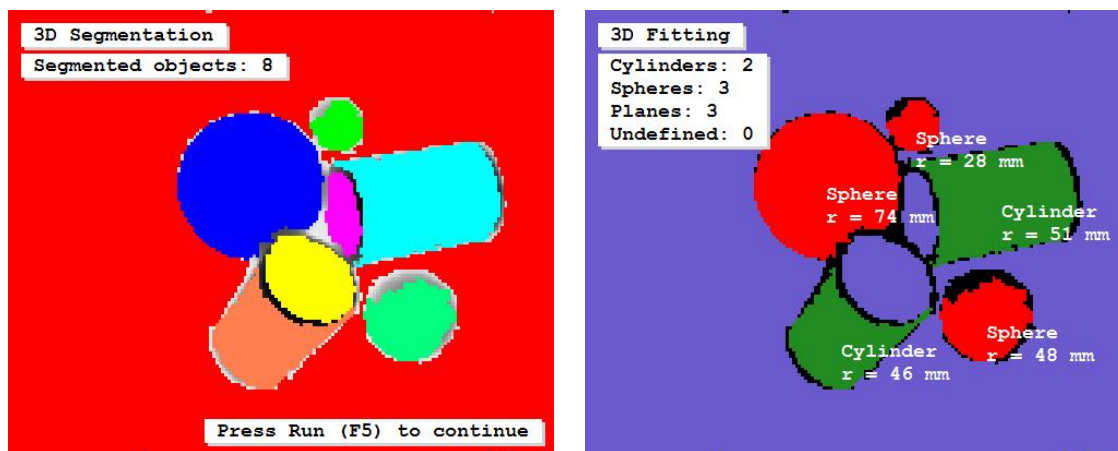 3D Segmentation
Segmented objects: 8
Press Run (F5) to continue
3D Fitting
Cylinders: 2
Spheres: 3
Planes: 3
Undefined: 0
Sphere
r = 28 mm
Sphere
r = 74 mm
Cylinder
r = 51 mm
Sphere
r = 48 mm
Cylinder
r = 46 mm